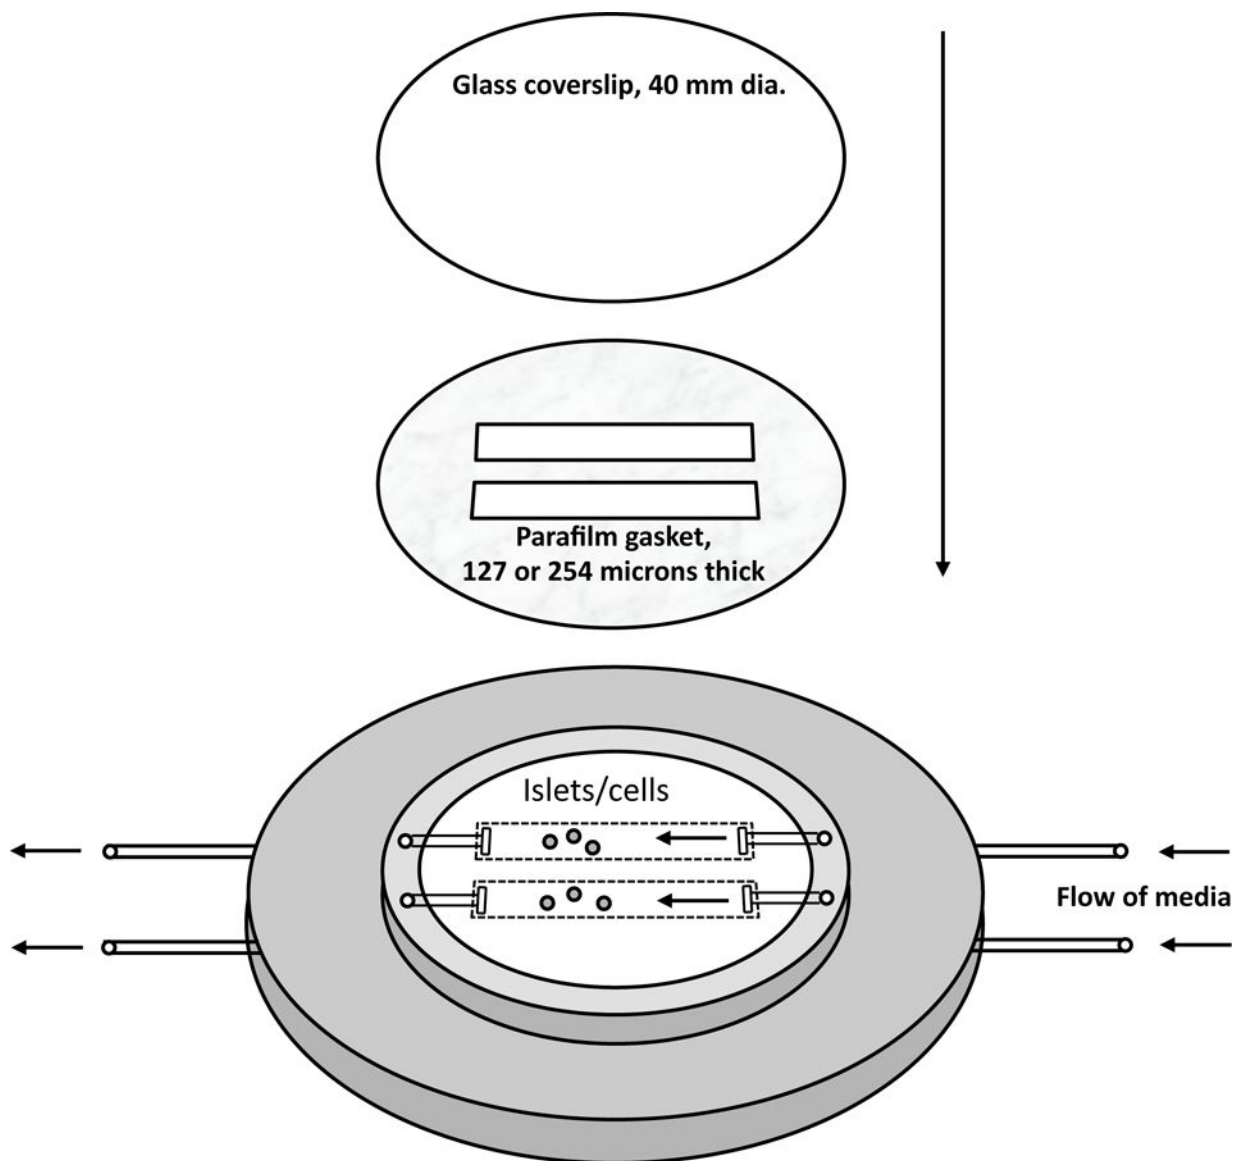 Glass coverslip, 40 mm dia.
Parafilm gasket,
127 or 254 microns thick
Islets/cells
Flow of media